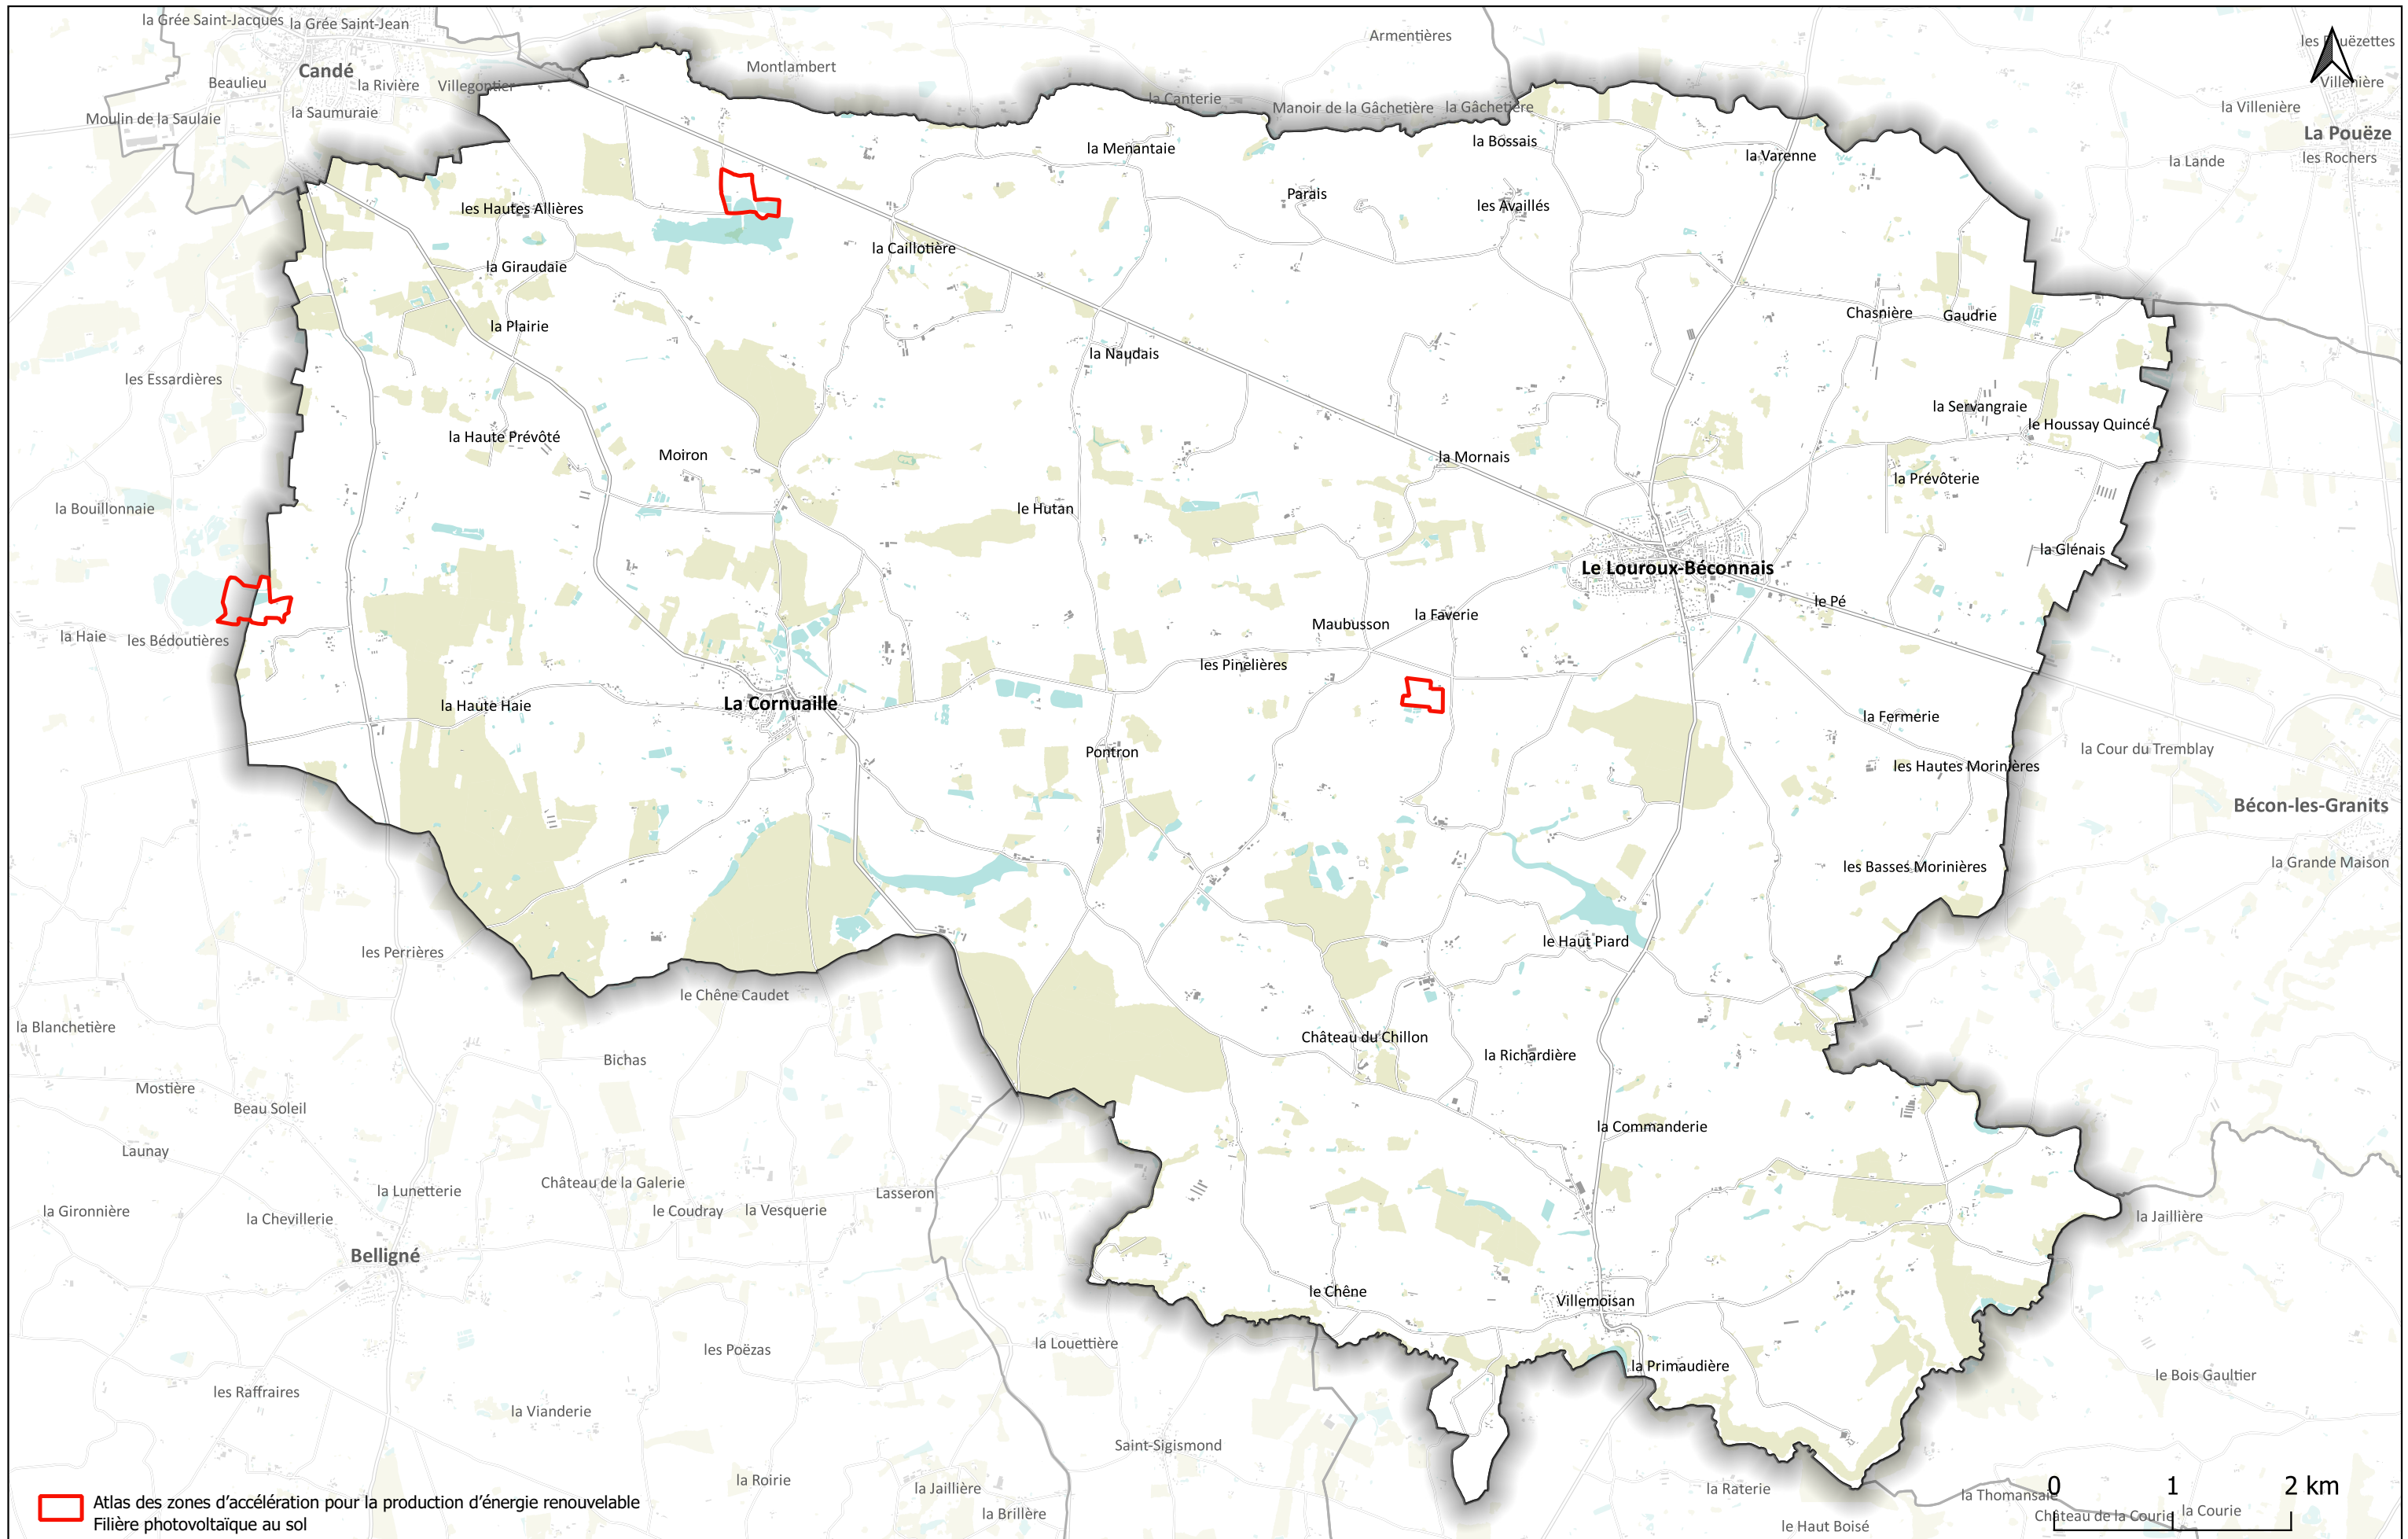 la Grée Saint-Jacques
la Grée Saint-Jean
Armentières
les Pouëzettes
Candé
Montlambert
Beaulieu
la Rivière
Villegontier
Villenière
la Canterie
Manoir de la Gâchetière
la Gâchetière
la Villenière
la Saumuraie
Moulin de la Saulaie
La Pouëze
la Menantaie
la Bossais
la Varenne
la Lande
les Rochers
Parais
les Availlés
les Hautes Allières
la Caillotière
la Giraudaie
la Plairie
Chasnière
Gaudrie
la Naudais
les Essardières
la Servangraie
le Houssay Quincé
la Haute Prévôté
Moiron
la Mornais
la Prévôterie
la Bouillonnaie
le Hutan
la Glénais
Le Louroux-Béconnais
le Pé
la Faverie
Maubusson
la Haie
les Bédoutières
les Pinelières
la Haute Haie
La Cornuaille
la Fermerie
Pontron
la Cour du Tremblay
les Hautes Morinières
Bécon-les-Granits
les Basses Morinières
la Grande Maison
le Haut Piard
les Perrières
le Chêne Caudet
la Blanchetière
Château du Chillon
la Richardière
Bichas
Mostière
Beau Soleil
la Commanderie
Launay
la Lunetterie
Château de la Galerie
Lasseron
la Gironnière
la Chevillerie
le Coudray
la Vesquerie
la Jaillière
Belligné
le Chêne
Villemoisan
la Louettière
les Poëzas
la Primaudière
le Bois Gaultier
les Raffraires
la Vianderie
Saint-Sigismond
la Roirie
la Jaillière
la Raterie
la Thomansaie
0 1 2 km
la Brillère
Château de la Courie
la Courie
le Haut Boisé
Atlas des zones d’accélération pour la production d’énergie renouvelable
Filière photovoltaïque au sol